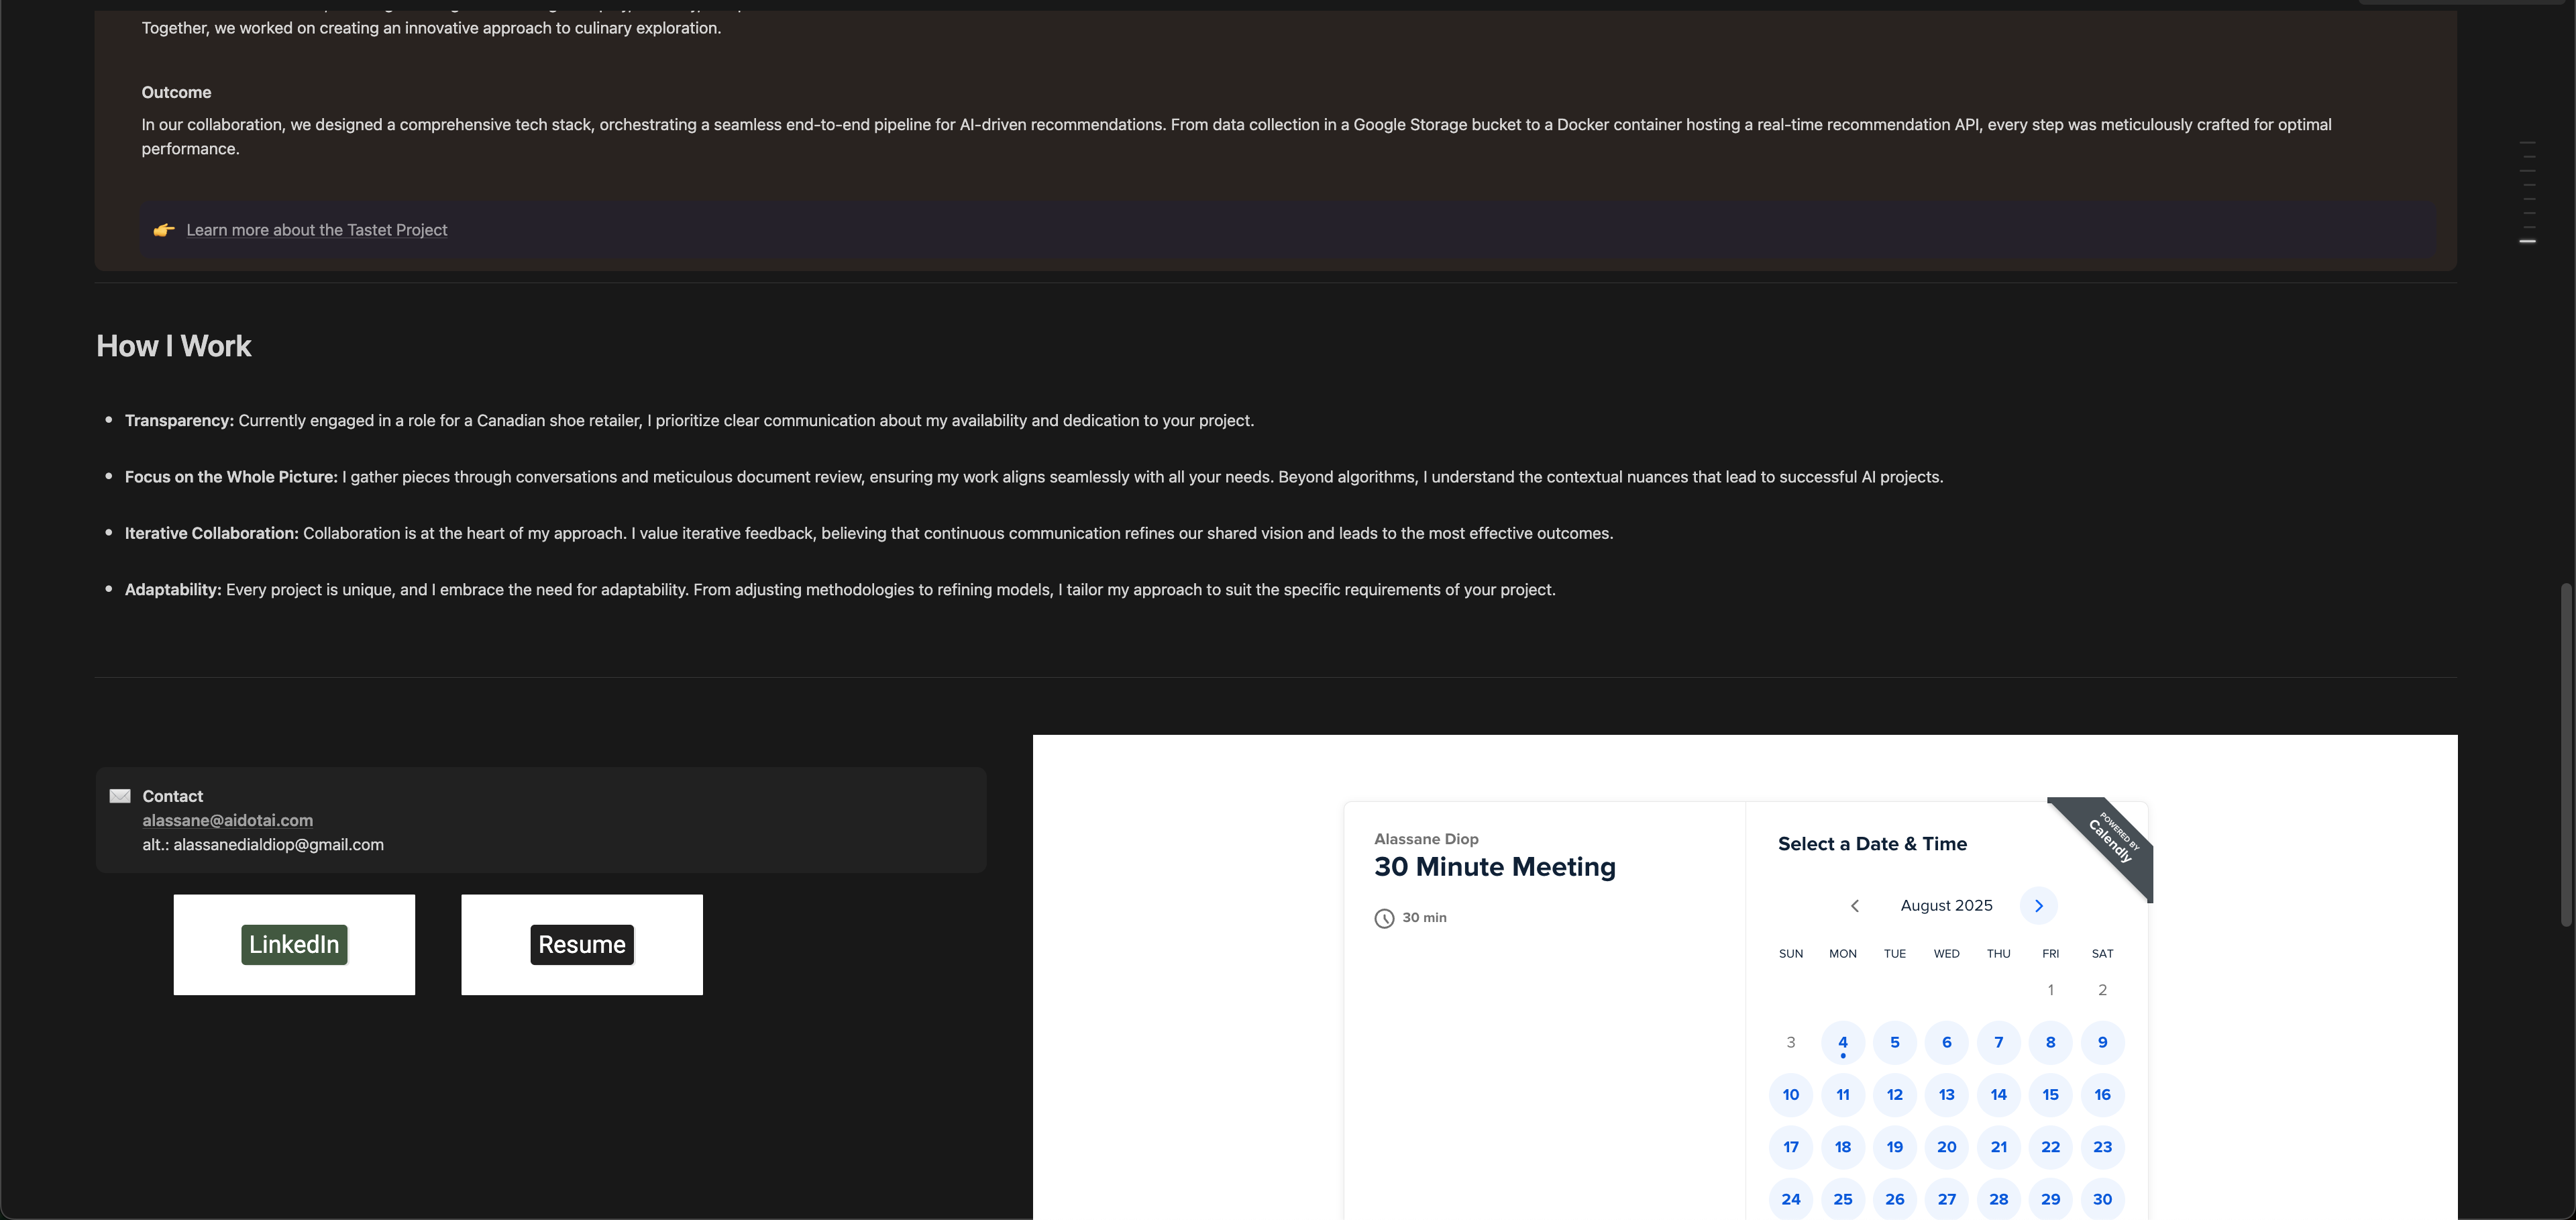 Together, we worked on creating an innovative approach to culinary exploration.
Outcome
In our collaboration, we designed a comprehensive tech stack, orchestrating a seamless end-to-end pipeline for AI-driven recommendations. From data collection in a Google Storage bucket to a Docker container hosting a real-time recommendation API, every step was meticulously crafted for optimal
performance.
👉 Learn more about the Tastet Project
How I Work
• Transparency: Currently engaged in a role for a Canadian shoe retailer, I prioritize clear communication about my availability and dedication to your project.
• Focus on the Whole Picture: I gather pieces through conversations and meticulous document review, ensuring my work aligns seamlessly with all your needs. Beyond algorithms, I understand the contextual nuances that lead to successful AI projects.
• Iterative Collaboration: Collaboration is at the heart of my approach. I value iterative feedback, believing that continuous communication refines our shared vision and leads to the most effective outcomes.
• Adaptability: Every project is unique, and I embrace the need for adaptability. From adjusting methodologies to refining models, I tailor my approach to suit the specific requirements of your project.
Contact
alassane@aidotai.com
alt.: alassanedialdiop@gmail.com
LinkedIn
Resume
Alassane Diop
30 Minute Meeting
30 min
Select a Date & Time
POWERED BY
Calendly
August 2025
SUN MON TUE WED THU FRI SAT
1 2
3 4 5 6 7 8 9
10 11 12 13 14 15 16
17 18 19 20 21 22 23
24 25 26 27 28 29 30